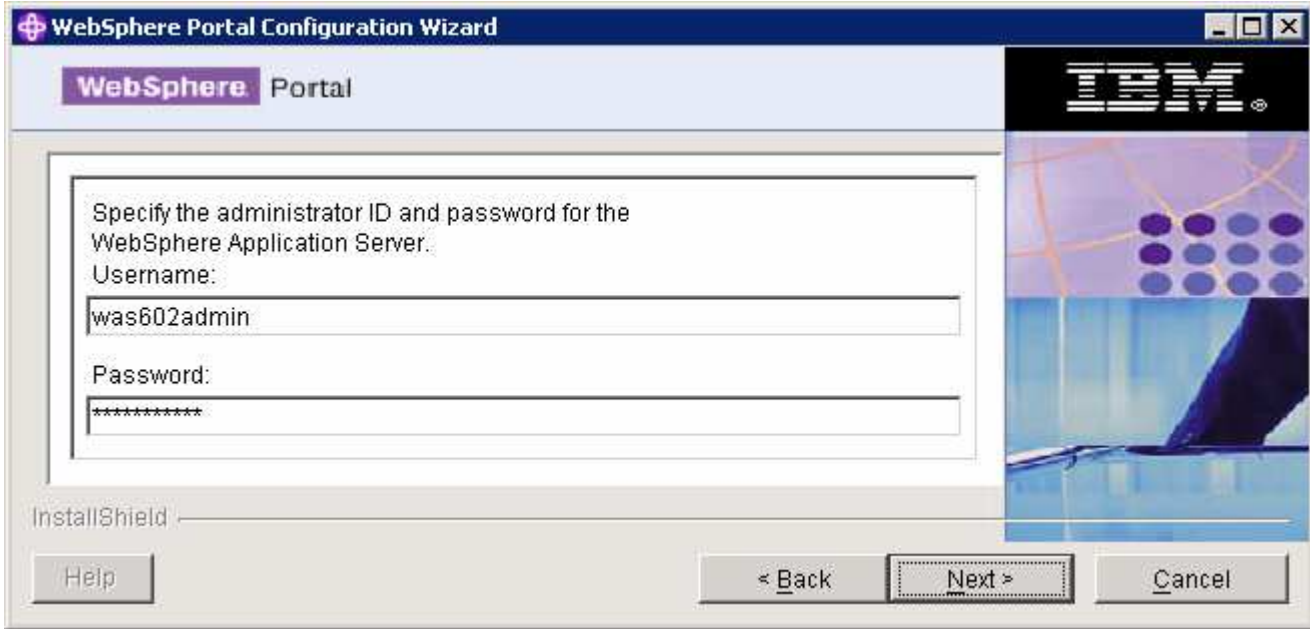 WebSphere Portal Configuration Wizard
WebSphere Portal
IBM®
Specify the administrator ID and password for the
WebSphere Application Server.
Username:
was602admin
Password:
***********
InstallShield
Help
< Back
Next >
Cancel